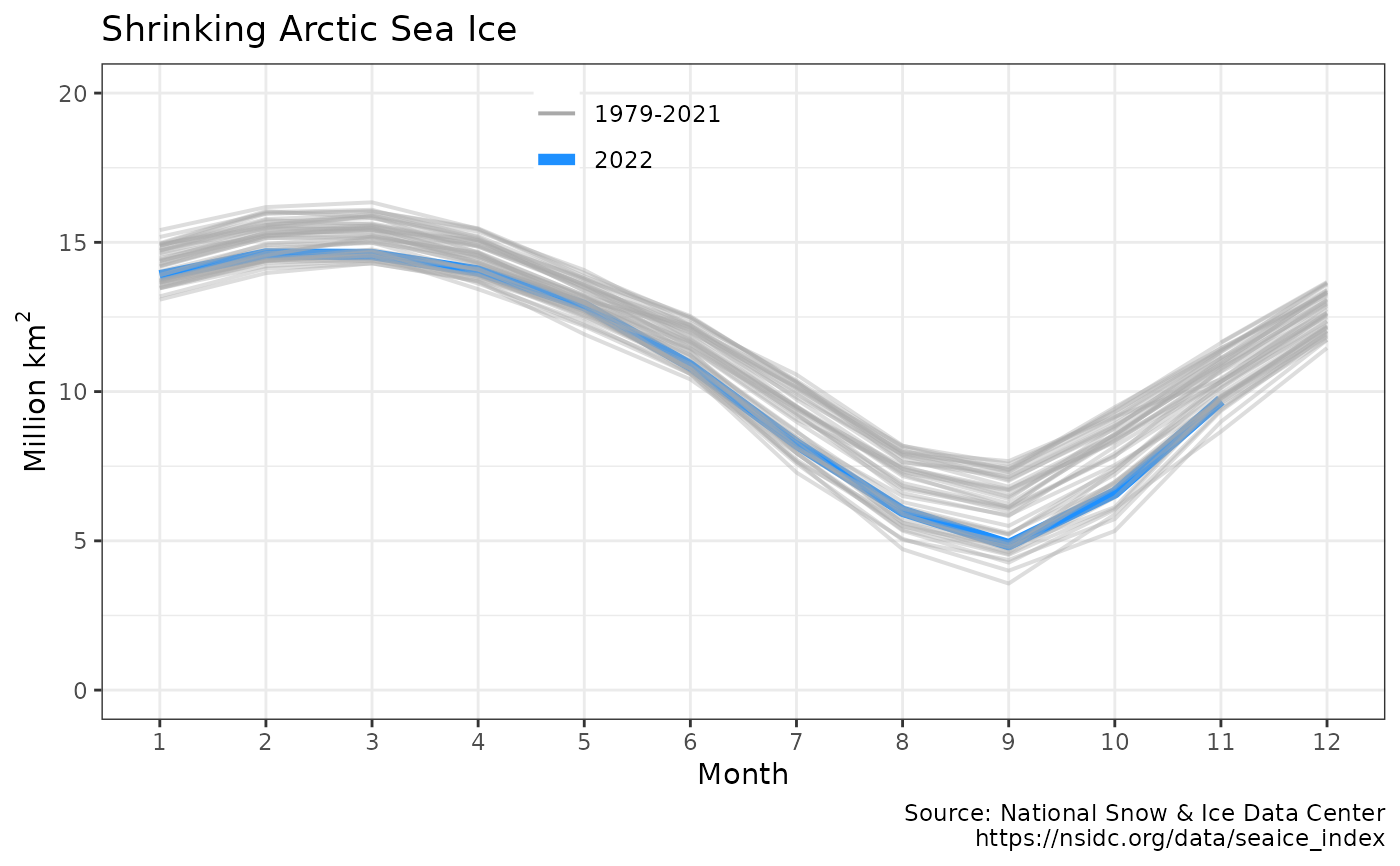 Shrinking Arctic Sea Ice
20
15
10
5
0
Million km²
1979-2021
2022
1 2 3 4 5 6 7 8 9 10 11 12
Month
Source: National Snow & Ice Data Center
https://nsidc.org/data/seaice_index